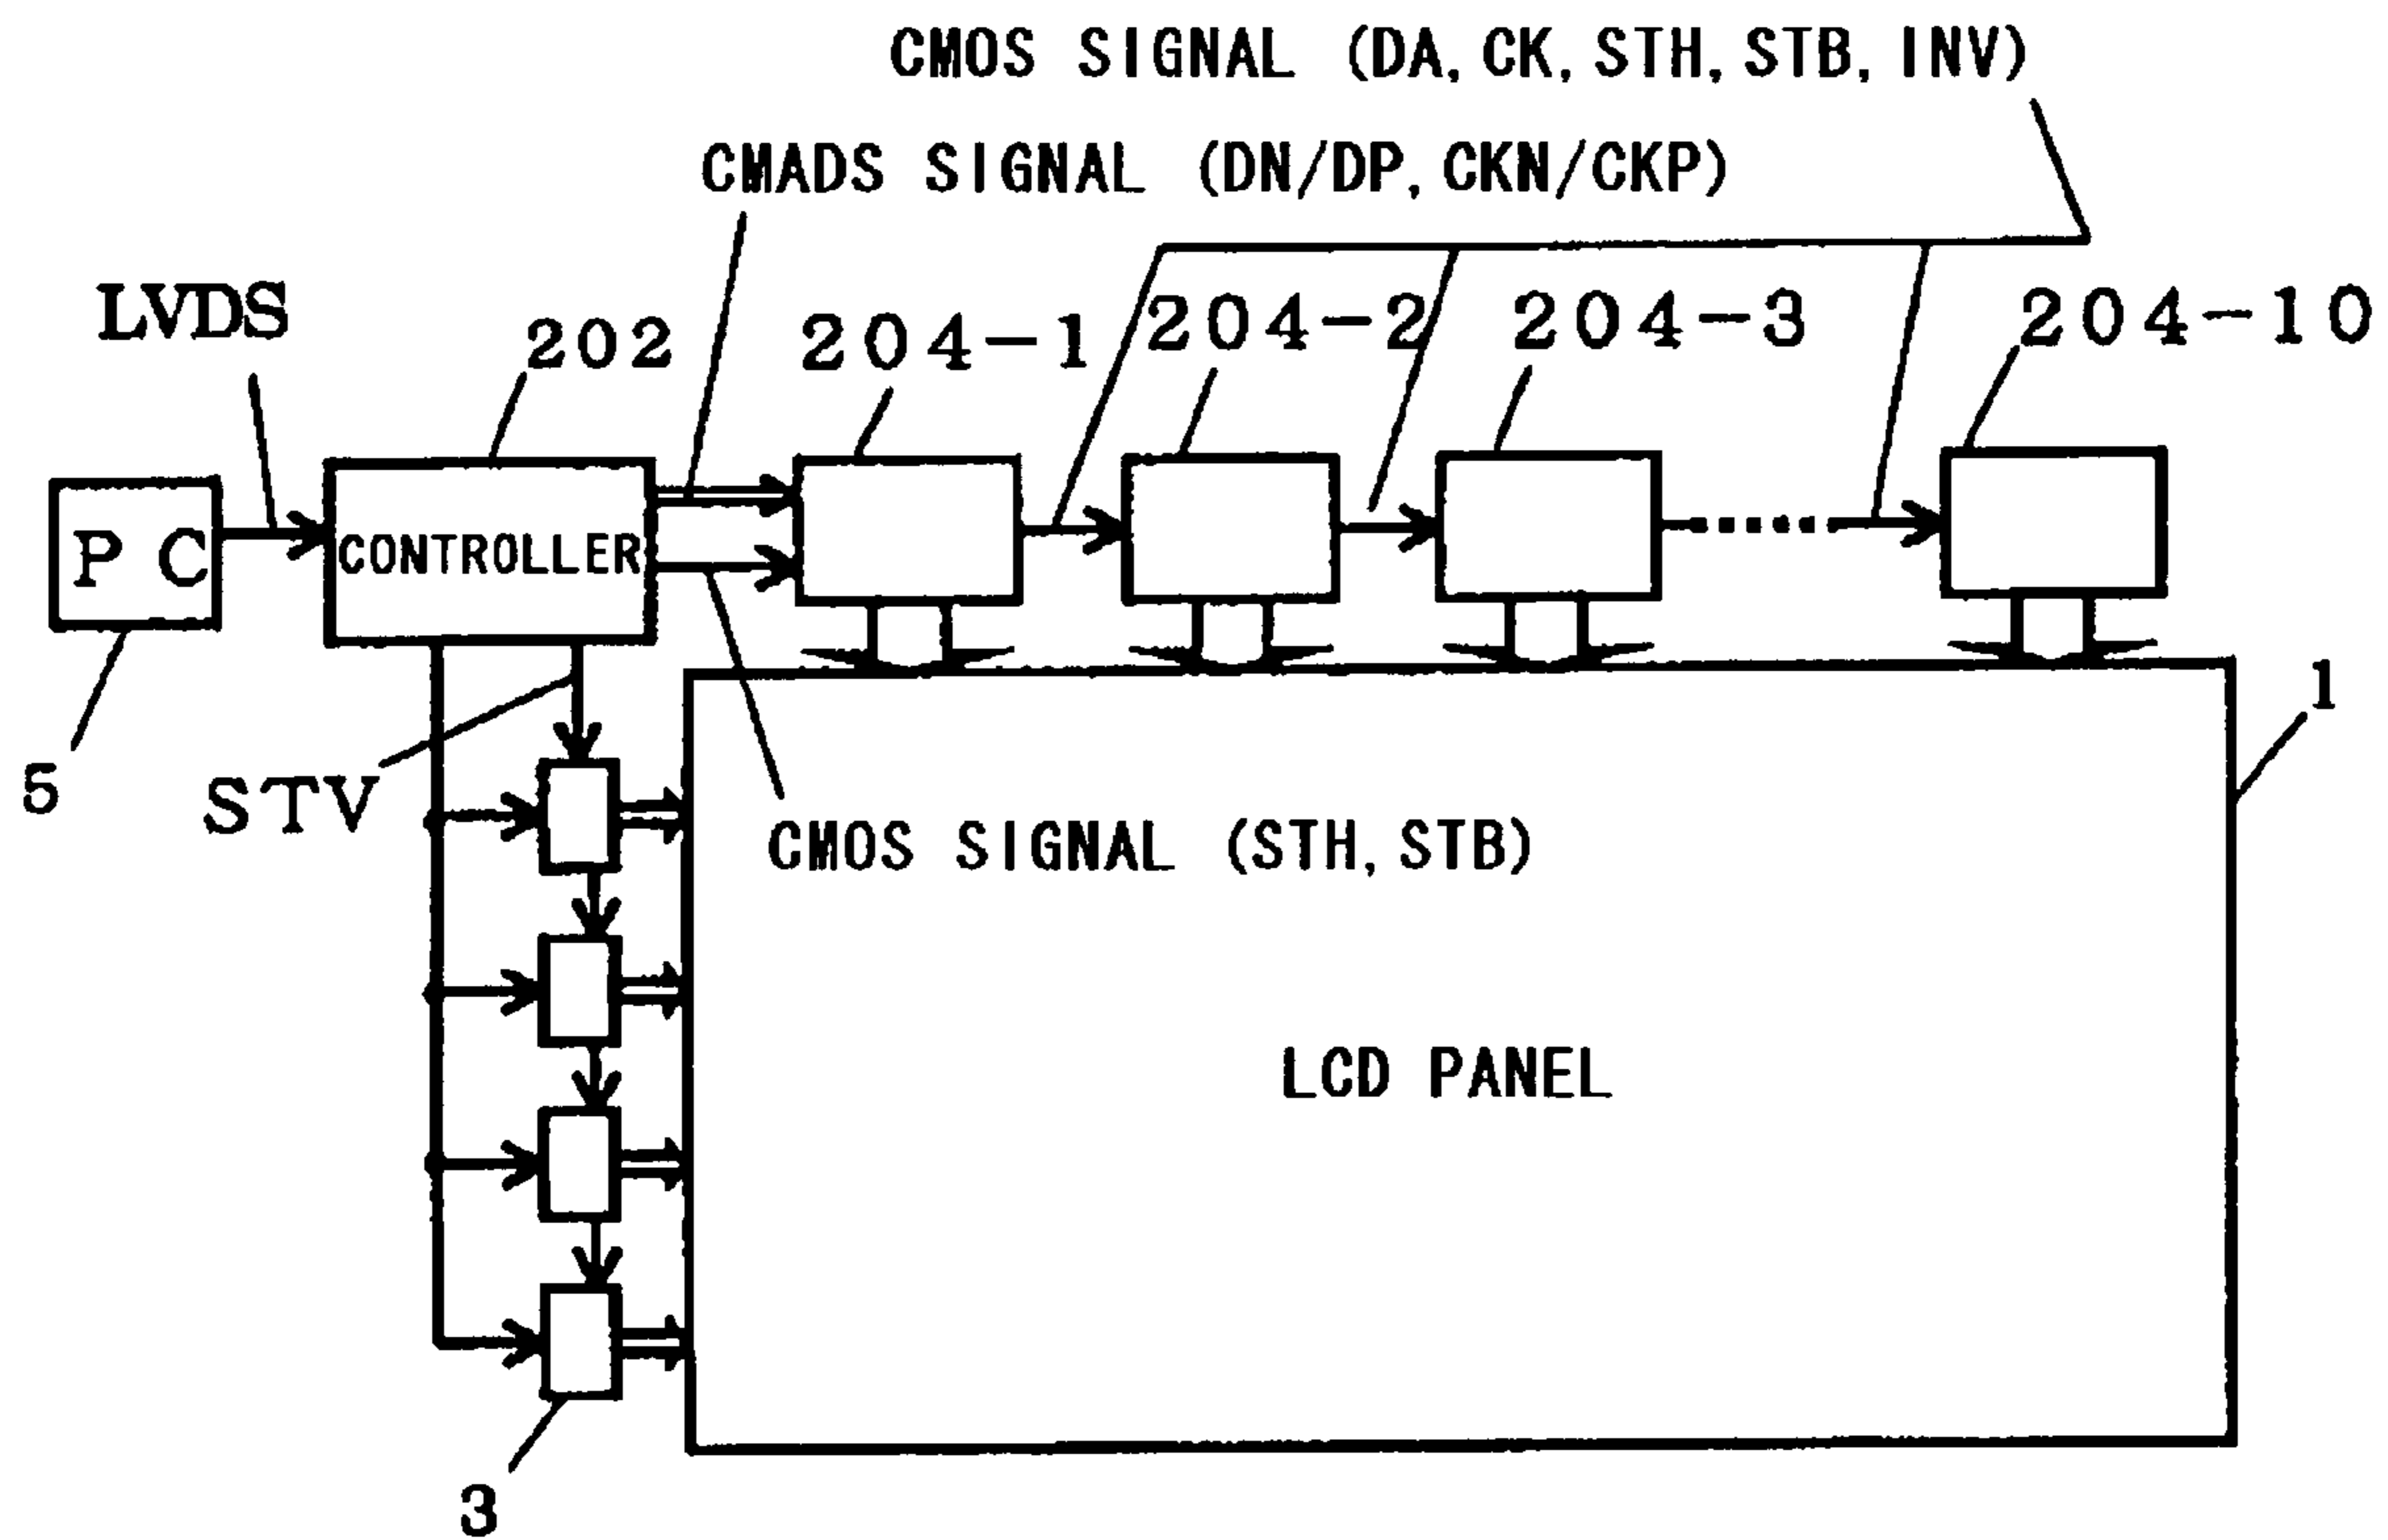 CMOS SIGNAL (DA, CK, STH, STB, INV)
CMADS SIGNAL (DN/DP, CKN/CKP)
LVDS
202
204-1
204-2
204-3
204-10
PC
CONTROLLER
1
5
STV
CMOS SIGNAL (STH, STB)
LCD PANEL
3